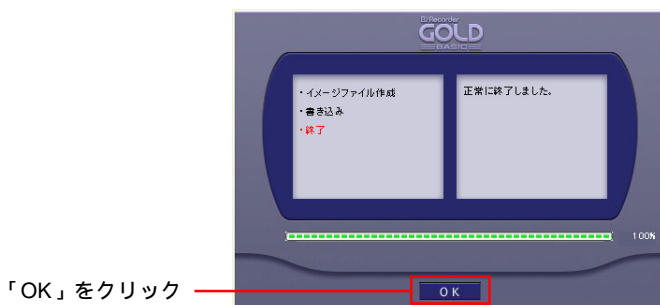 B's Recorder
GOLD
BASIC
・イメージファイル作成
・書き込み
・終了
正常に終了しました。
100%
「OK」をクリック
OK